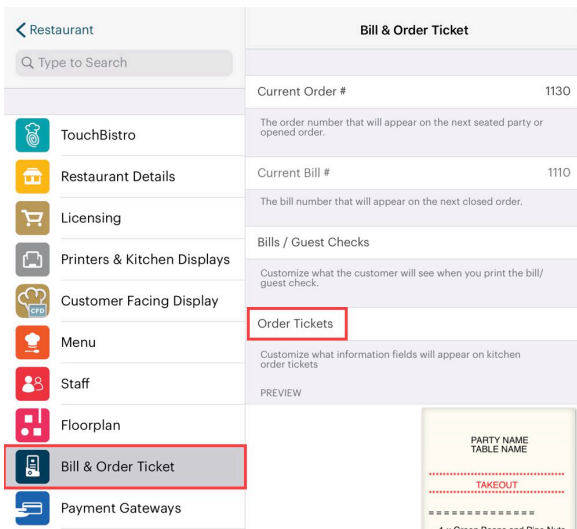 Restaurant
Type to Search
TouchBistro
Restaurant Details
Licensing
Printers & Kitchen Displays
CFD
Customer Facing Display
Menu
Staff
Floorplan
Bill & Order Ticket
Payment Gateways
Bill & Order Ticket
Current Order # 1130
The order number that will appear on the next seated party or
opened order.
Current Bill # 1110
The bill number that will appear on the next closed order.
Bills / Guest Checks
Customize what the customer will see when you print the bill/
guest check.
Order Tickets
Customize what information fields will appear on kitchen
order tickets
PREVIEW
PARTY NAME
TABLE NAME
TAKEOUT